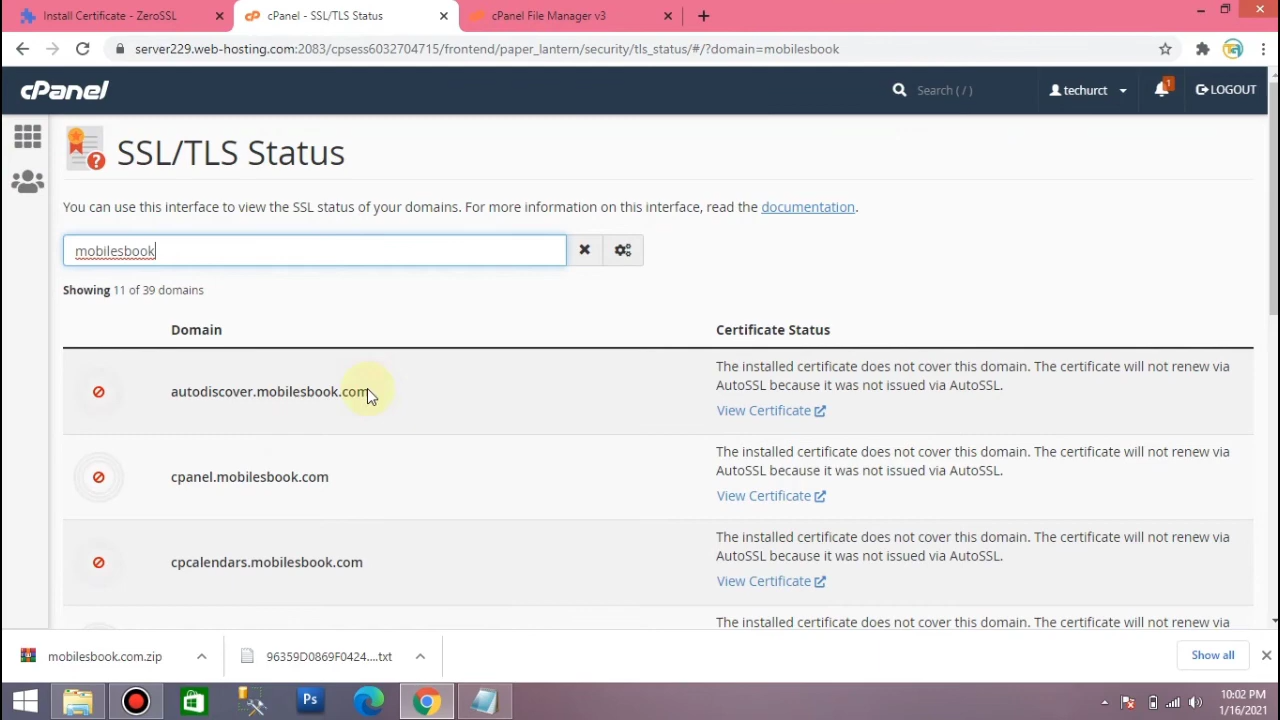 Install Certificate - ZeroSSL
cPanel - SSL/TLS Status
cPanel File Manager v3
server229.web-hosting.com:2083/cpsess6032704715/frontend/paper_lantern/security/tls_status/#/?domain=mobilesbook
cPanel
Search ( / )
techurct
1
LOGOUT
SSL/TLS Status
You can use this interface to view the SSL status of your domains. For more information on this interface, read the documentation.
mobilesbook
Showing 11 of 39 domains
Domain
Certificate Status
autodiscover.mobilesbook.com
The installed certificate does not cover this domain. The certificate will not renew via
AutoSSL because it was not issued via AutoSSL.
View Certificate
cpanel.mobilesbook.com
The installed certificate does not cover this domain. The certificate will not renew via
AutoSSL because it was not issued via AutoSSL.
View Certificate
cpcalendars.mobilesbook.com
The installed certificate does not cover this domain. The certificate will not renew via
AutoSSL because it was not issued via AutoSSL.
View Certificate
The installed certificate does not cover this domain. The certificate will not renew via
mobilesbook.com.zip
96359D0869F0424....txt
Show all
Ps
10:02 PM
1/16/2021